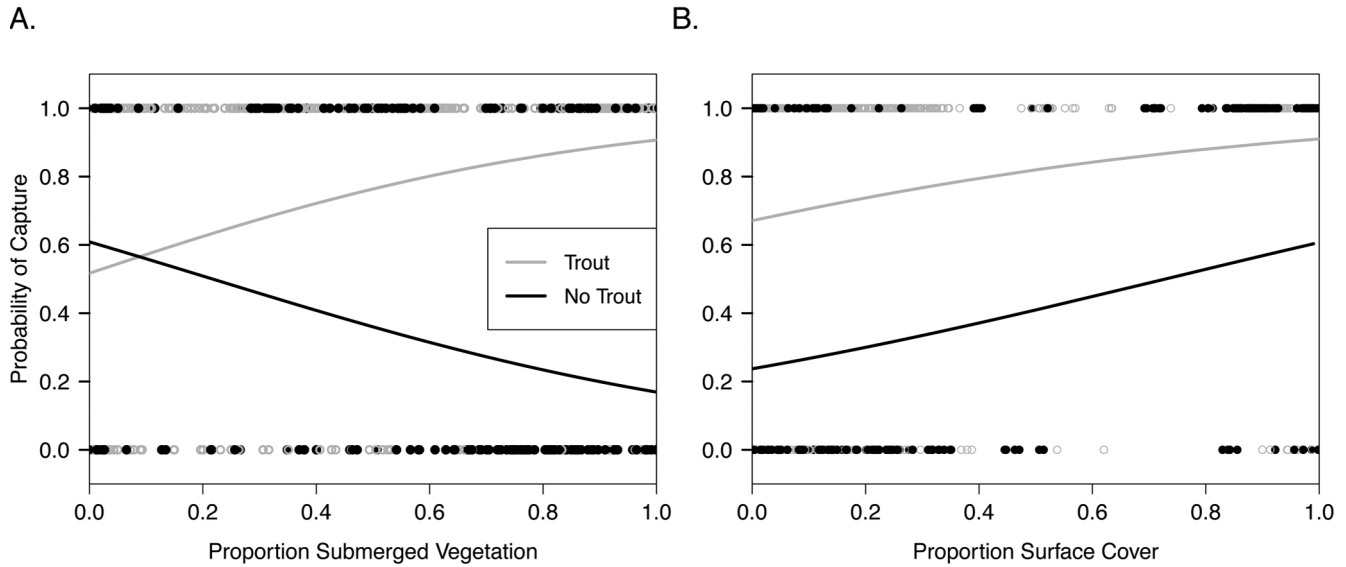 A.
B.
Probability of Capture
1.0
0.8
0.6
0.4
0.2
0.0
Trout
No Trout
0.0 0.2 0.4 0.6 0.8 1.0
Proportion Submerged Vegetation
1.0
0.8
0.6
0.4
0.2
0.0
0.0 0.2 0.4 0.6 0.8 1.0
Proportion Surface Cover